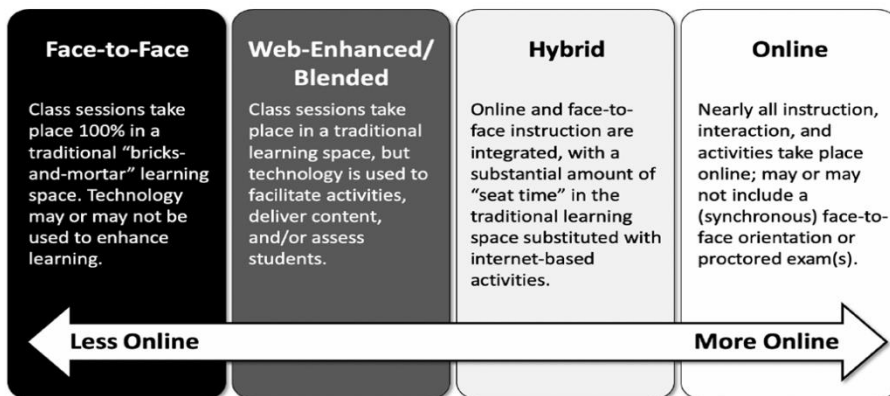 Face-to-Face
Class sessions take
place 100% in a
traditional “bricks-
and-mortar” learning
space. Technology
may or may not be
used to enhance
learning.
Web-Enhanced/
Blended
Class sessions take
place in a traditional
learning space, but
technology is used to
facilitate activities,
deliver content,
and/or assess
students.
Hybrid
Online and face-to-
face instruction are
integrated, with a
substantial amount of
“seat time” in the
traditional learning
space substituted with
internet-based
activities.
Online
Nearly all instruction,
interaction, and
activities take place
online; may or may
not include a
(synchronous) face-to-
face orientation or
proctored exam(s).
Less Online
More Online